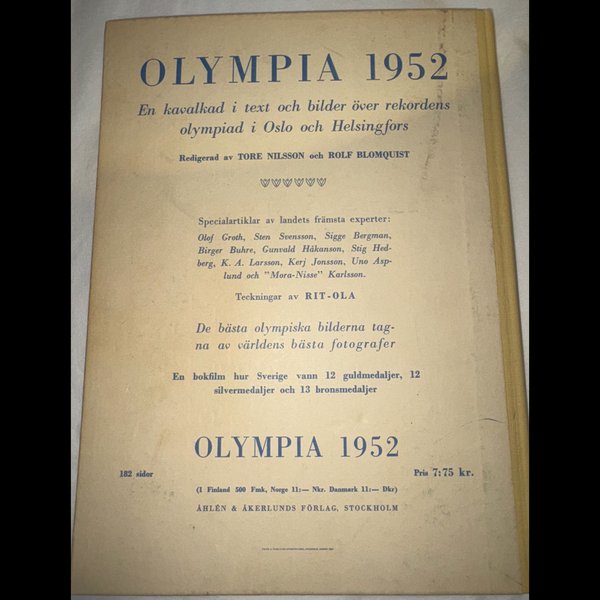 OLYMPIA 1952
En kavalkad i text och bilder över rekordens
olympiad i Oslo och Helsingfors
Redigerad av TORE NILSSON och ROLF BLOMQUIST
Specialartiklar av landets främsta experter:
Olof Groth, Sten Svensson, Sigge Bergman,
Birger Buhre, Gunvald Håkanson, Stig Hed-
berg, K. A. Larsson, Kerj Jonsson, Uno Asp-
lund och "Mora-Nisse" Karlsson.
Teckningar av RIT-OLA
De bästa olympiska bilderna tag-
na av världens bästa fotografer
En bokfilm hur Sverige vann 12 guldmedaljer, 12
silvermedaljer och 13 bronsmedaljer
OLYMPIA 1952
182 sidor
Pris 7:75 kr.
(I Finland 500 Fmk, Norge 11:— Nkr. Danmark 11:— Dkr)
ÅHLÉN & ÅKERLUNDS FÖRLAG, STOCKHOLM